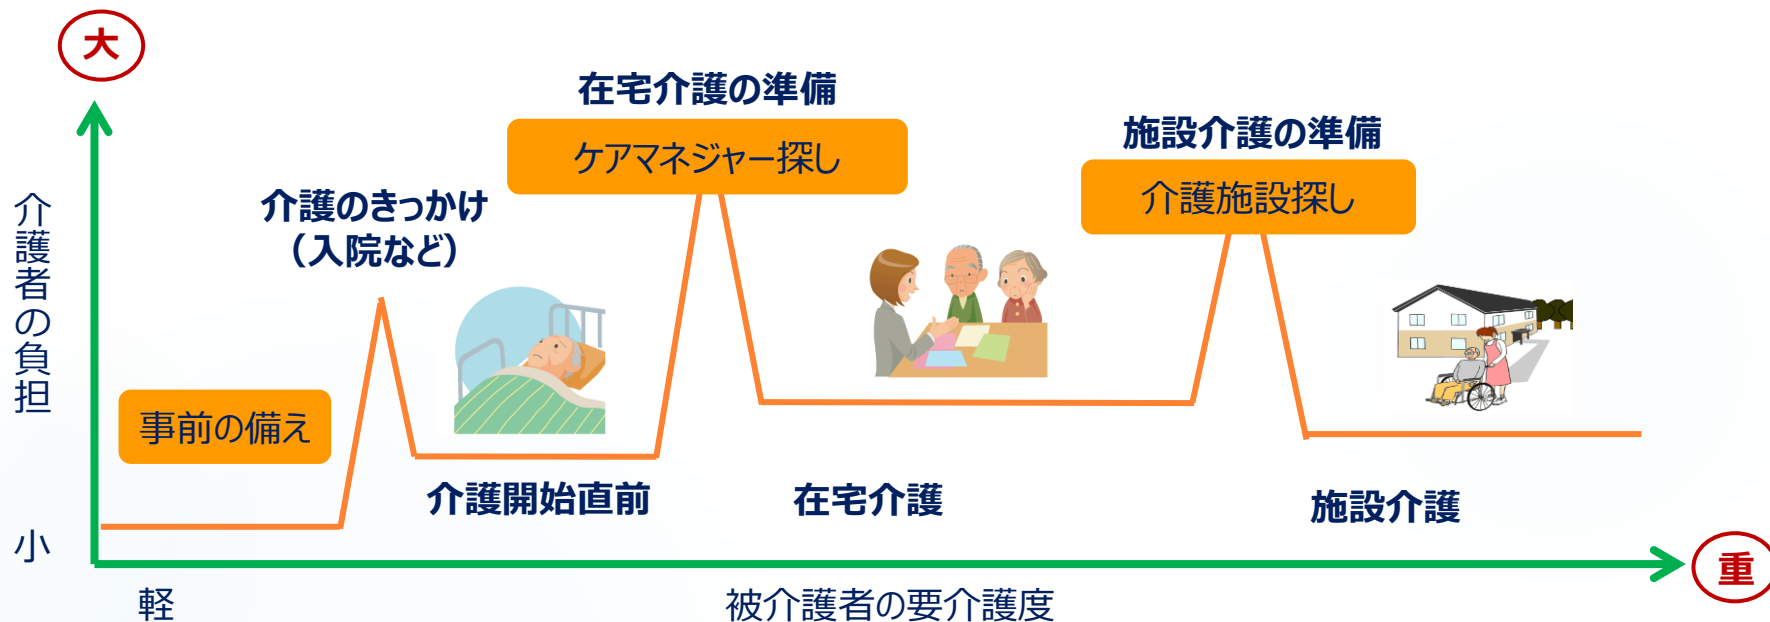 大
在宅介護の準備
ケアマネジャー探し
施設介護の準備
介護施設探し
介護のきっかけ
（入院など）
介護者の負担
事前の備え
介護開始直前
在宅介護
施設介護
小
重
軽
被介護者の要介護度